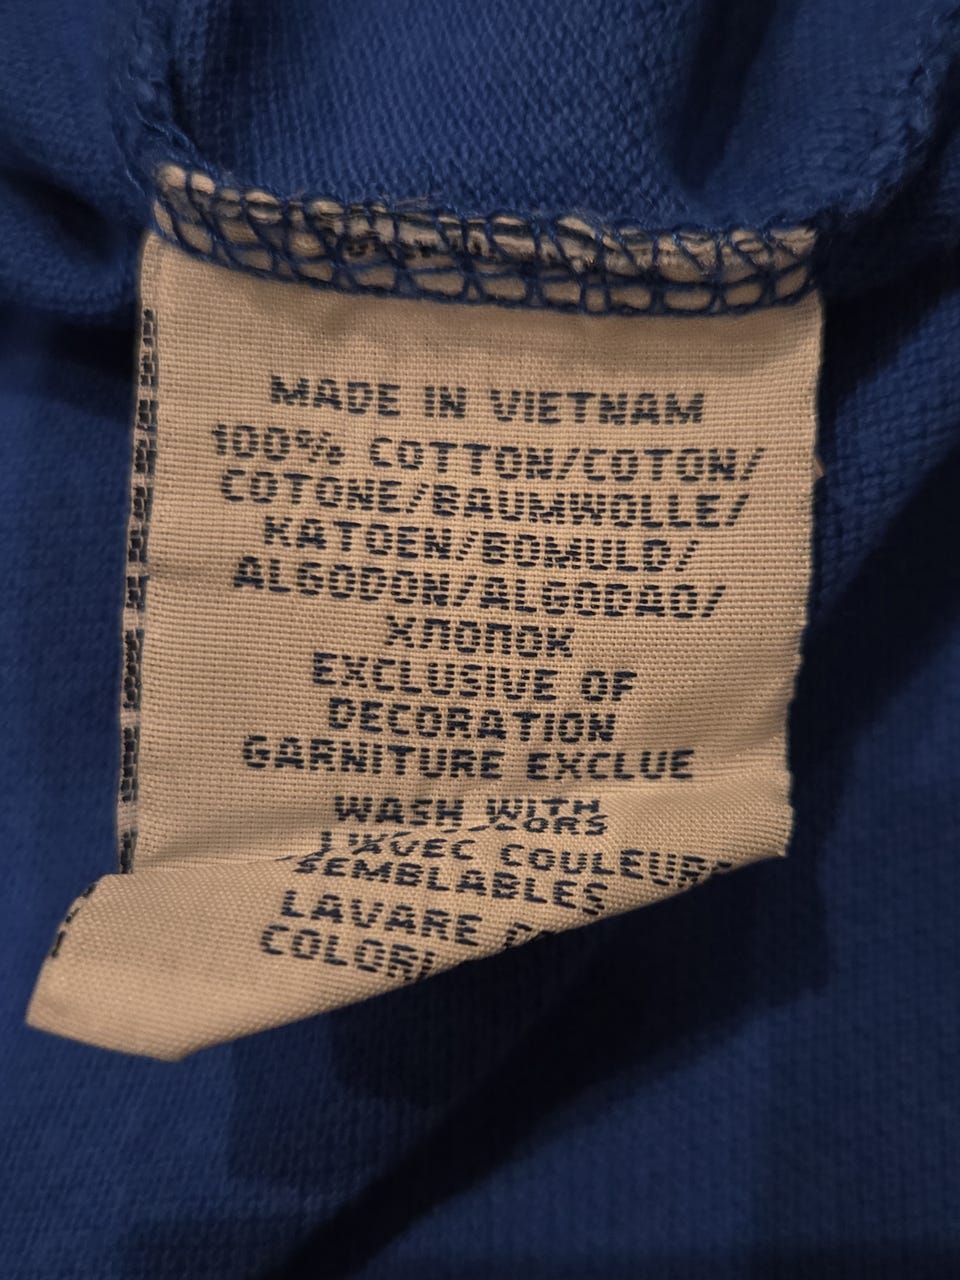 MADE IN VIETNAM
100% COTTON/COTON/
COTONE/BAUMWOLLE/
KATOEN/BOMULD/
ALGODON/ALGODAO/
ХЛОПОК
EXCLUSIVE OF
DECORATION
GARNITURE EXCLUE
WASH WITH
AVEC COULEURS
SEMBLABLES
LAVARE